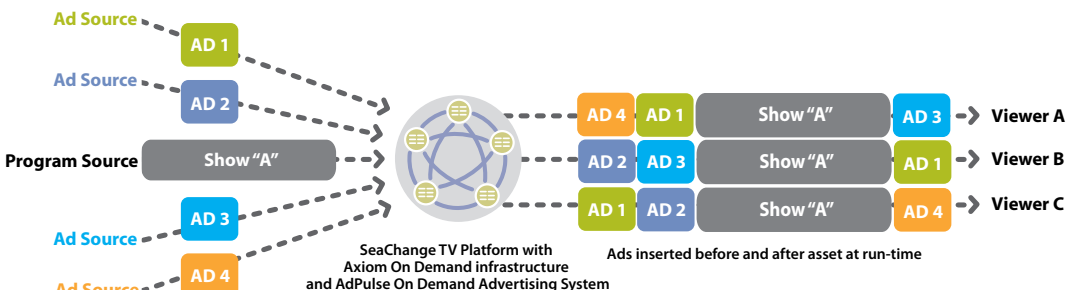 Ad Source
AD 1
Ad Source
AD 2
Program Source
Show "A"
AD 3
Ad Source
AD 4
Ad Source
SeaChange TV Platform with
Axiom On Demand infrastructure
and AdPulse On Demand Advertising System
AD 4 AD 1 Show "A" AD 3 Viewer A
AD 2 AD 3 Show "A" AD 1 Viewer B
AD 1 AD 2 Show "A" AD 4 Viewer C
Ads inserted before and after asset at run-time